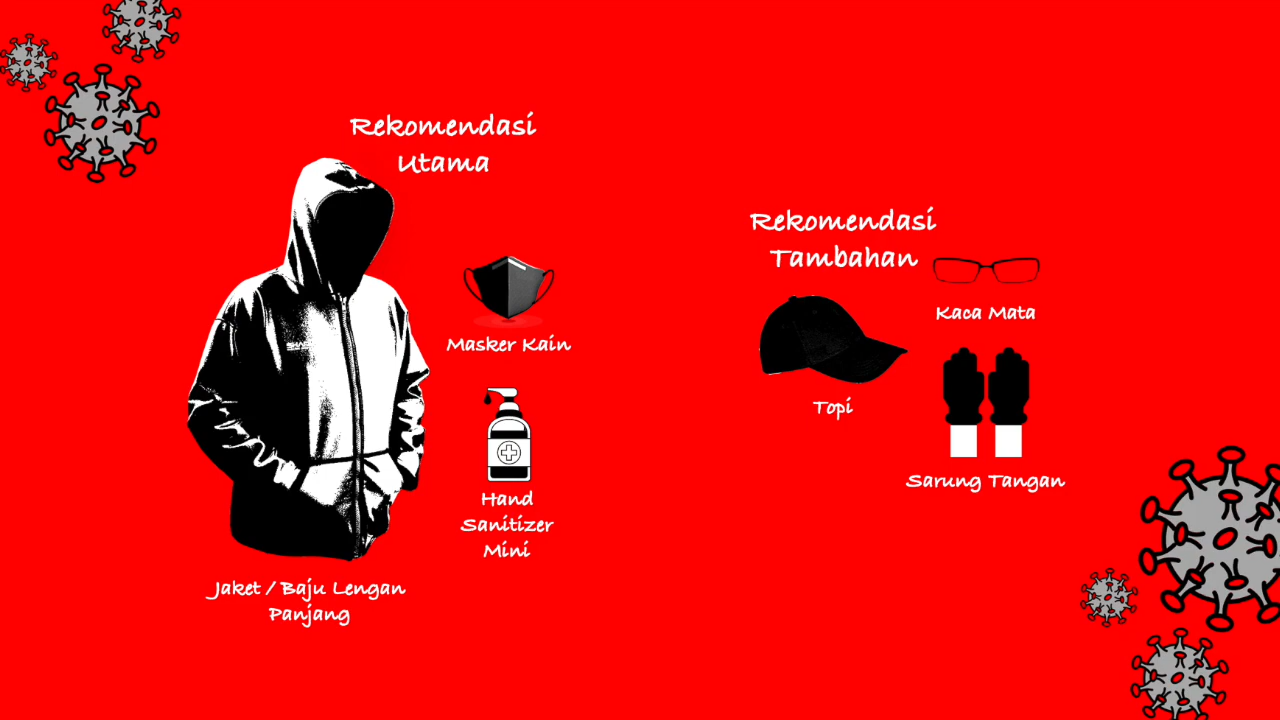 Rekomendasi
Utama
Masker Kain
Hand
Sanitizer
Mini
Jaket / Baju Lengan
Panjang
Rekomendasi
Tambahan
Kaca Mata
Topi
Sarung Tangan